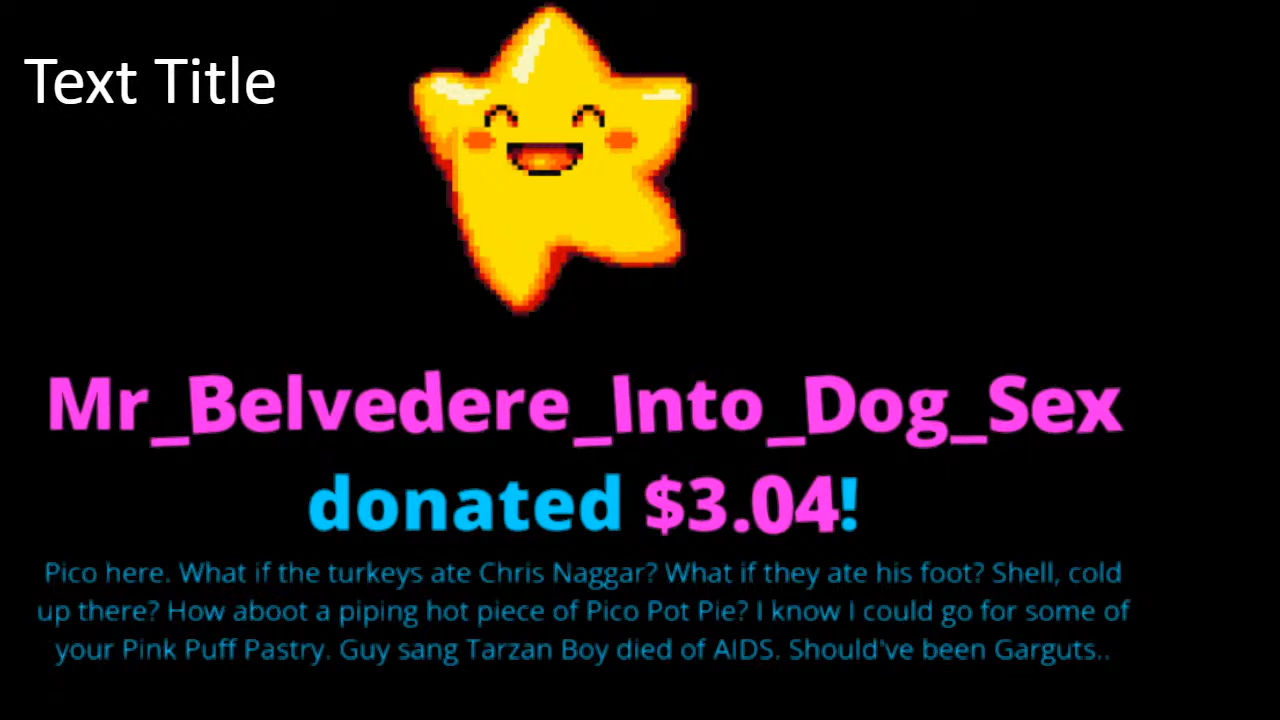 Text Title
Mr_Belvedere_Into_Dog_Sex
donated $3.04!
Pico here. What if the turkeys ate Chris Naggar? What if they ate his foot? Shell, cold
up there? How aboot a piping hot piece of Pico Pot Pie? I know I could go for some of
your Pink Puff Pastry. Guy sang Tarzan Boy died of AIDS. Should've been Garguts..